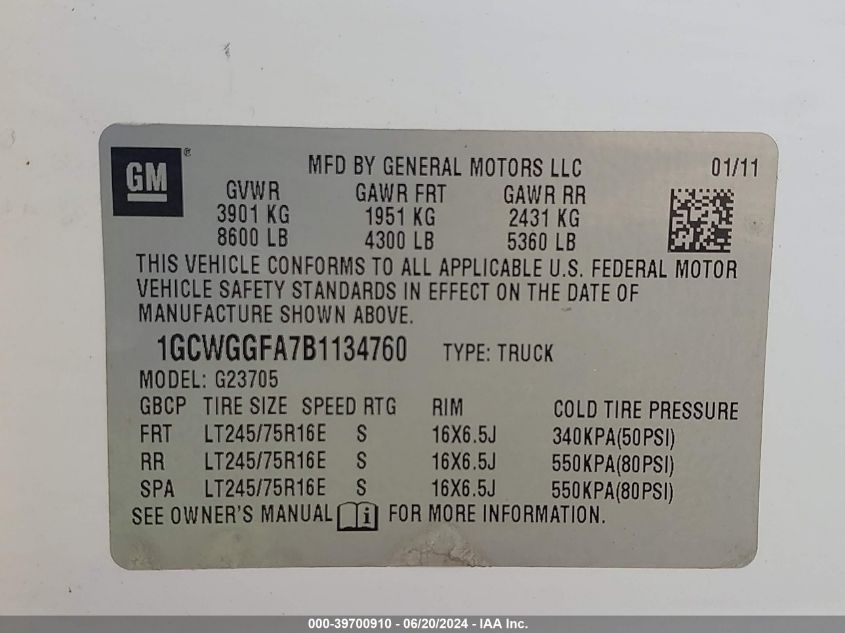 GM ®
MFD BY GENERAL MOTORS LLC 01/11
GVWR GAWR FRT GAWR RR
3901 KG 1951 KG 2431 KG
8600 LB 4300 LB 5360 LB
THIS VEHICLE CONFORMS TO ALL APPLICABLE U.S. FEDERAL MOTOR
VEHICLE SAFETY STANDARDS IN EFFECT ON THE DATE OF
MANUFACTURE SHOWN ABOVE.
1GCWGGFA7B1134760 TYPE: TRUCK
MODEL: G23705
GBCP TIRE SIZE SPEED RTG RIM COLD TIRE PRESSURE
FRT LT245/75R16E S 16X6.5J 340KPA(50PSI)
RR LT245/75R16E S 16X6.5J 550KPA(80PSI)
SPA LT245/75R16E S 16X6.5J 550KPA(80PSI)
SEE OWNER'S MANUAL i FOR MORE INFORMATION.
000-39700910 - 06/20/2024 - IAA Inc.